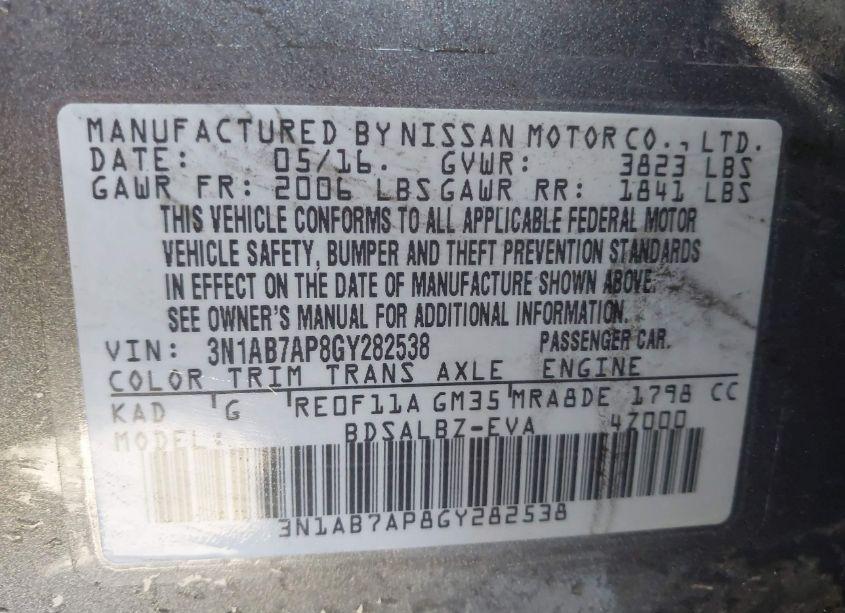 MANUFACTURED BY NISSAN MOTOR CO., LTD.
DATE: 05/16. GVWR: 3823 LBS
GAWR FR: 2006 LBS GAWR RR: 1841 LBS
THIS VEHICLE CONFORMS TO ALL APPLICABLE FEDERAL MOTOR
VEHICLE SAFETY, BUMPER AND THEFT PREVENTION STANDARDS
IN EFFECT ON THE DATE OF MANUFACTURE SHOWN ABOVE.
SEE OWNER'S MANUAL FOR ADDITIONAL INFORMATION.
VIN: 3N1AB7AP8GY282538 PASSENGER CAR.
COLOR TRIM TRANS AXLE ENGINE
KAD G RE0F11A GM35 MRA8DE 1798 CC
MODEL: BDSALBZ-EVA 47000
3N1AB7AP8GY282538